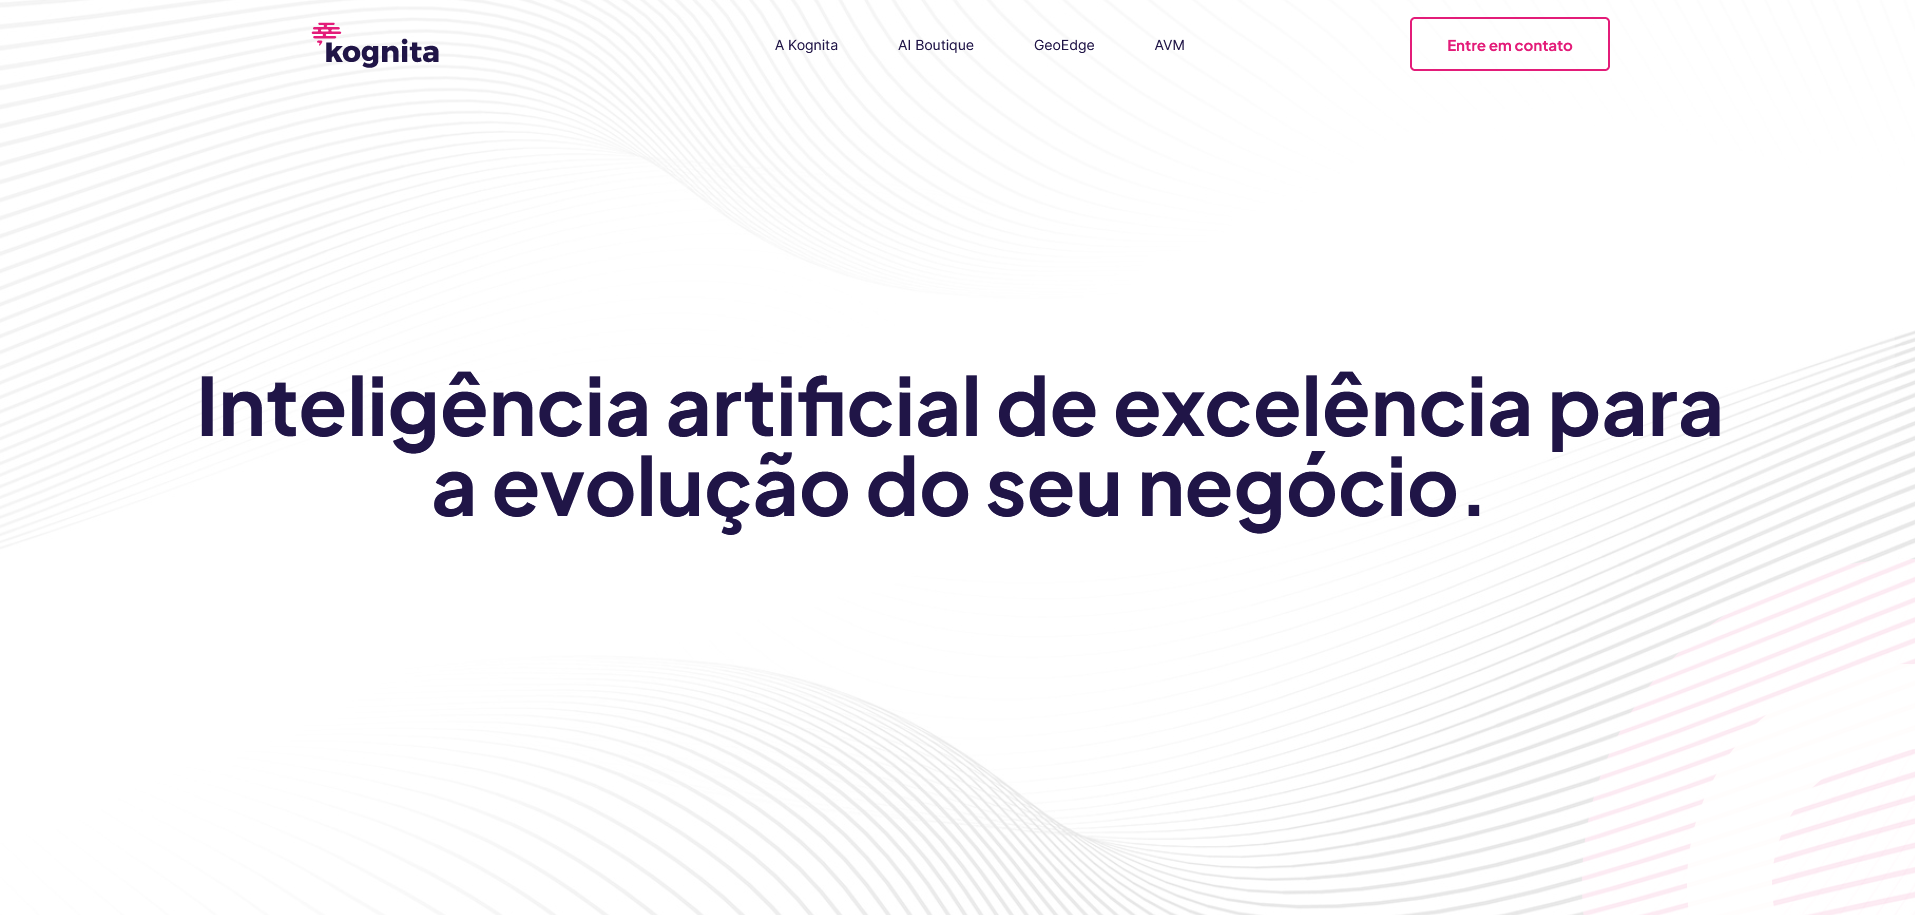 kognita
A Kognita
AI Boutique
GeoEdge
AVM
Entre em contato
Inteligência artificial de excelência para
a evolução do seu negócio.